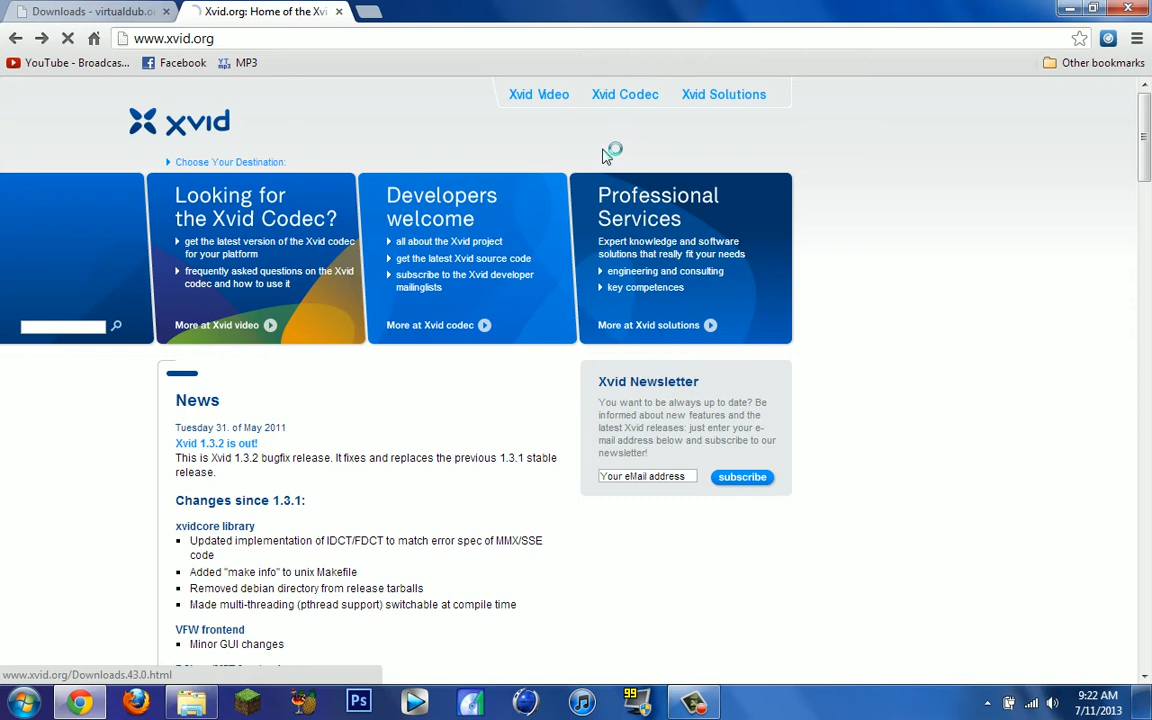 Downloads - virtualdub.o
Xvid.org: Home of the Xvi
www.xvid.org
YouTube - Broadcas...
Facebook
MP3
Other bookmarks
Xvid Video
Xvid Codec
Xvid Solutions
xvid
Choose Your Destination:
Looking for
the Xvid Codec?
get the latest version of the Xvid codec
for your platform
frequently asked questions on the Xvid
codec and how to use it
More at Xvid video
Developers
welcome
all about the Xvid project
get the latest Xvid source code
subscribe to the Xvid developer
mailinglists
More at Xvid codec
Professional
Services
Expert knowledge and software
solutions that really fit your needs
engineering and consulting
key competences
More at Xvid solutions
News
Tuesday 31. of May 2011
Xvid 1.3.2 is out!
This is Xvid 1.3.2 bugfix release. It fixes and replaces the previous 1.3.1 stable
release.
Changes since 1.3.1:
xvidcore library
Updated implementation of IDCT/FDCT to match error spec of MMX/SSE
code
Added "make info" to unix Makefile
Removed debian directory from release tarballs
Made multi-threading (pthread support) switchable at compile time
VFW frontend
Minor GUI changes
Xvid Newsletter
You want to be always up to date? Be
informed about new features and the
latest Xvid releases: just enter your e-
mail address below and subscribe to our
newsletter!
Your eMail address
subscribe
www.xvid.org/Downloads.43.0.html
Ps
99
9:22 AM
7/11/2013